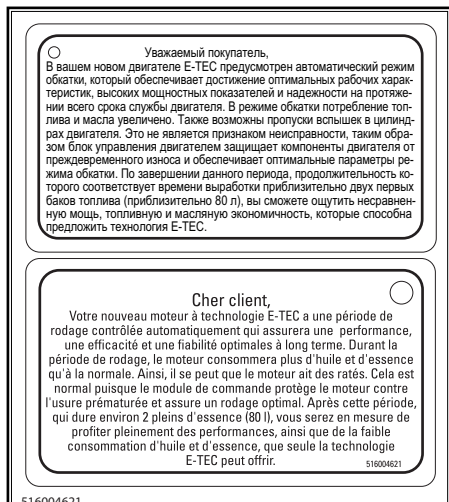 Уважаемый покупатель,
В вашем новом двигателе E-TEC предусмотрен автоматический режим
обкатки, который обеспечивает достижение оптимальных рабочих харак-
теристик, высоких мощностных показателей и надежности на протяже-
нии всего срока службы двигателя. В режиме обкатки потребление топ-
лива и масла увеличено. Также возможны пропуски вспышек в цилинд-
рах двигателя. Это не является признаком неисправности, таким обра-
зом блок управления двигателем защищает компоненты двигателя от
преждевременного износа и обеспечивает оптимальные параметры ре-
жима обкатки. По завершении данного периода, продолжительность ко-
торого соответствует времени выработки приблизительно двух первых
баков топлива (приблизительно 80 л), вы сможете ощутить несравнен-
ную мощь, топливную и масляную экономичность, которые способна
предложить технология E-TEC.
Cher client,
Votre nouveau moteur à technologie E-TEC a une période de
rodage contrôlée automatiquement qui assurera une performance,
une efficacité et une fiabilité optimales à long terme. Durant la
période de rodage, le moteur consommera plus d'huile et d'essence
qu'à la normale. Ainsi, il se peut que le moteur ait des ratés. Cela est
normal puisque le module de commande protège le moteur contre
l'usure prématurée et assure un rodage optimal. Après cette période,
qui dure environ 2 pleins d'essence (80 l), vous serez en mesure de
profiter pleinement des performances, ainsi que de la faible
consommation d'huile et d'essence, que seule la technologie
E-TEC peut offrir.
516004621
516004621